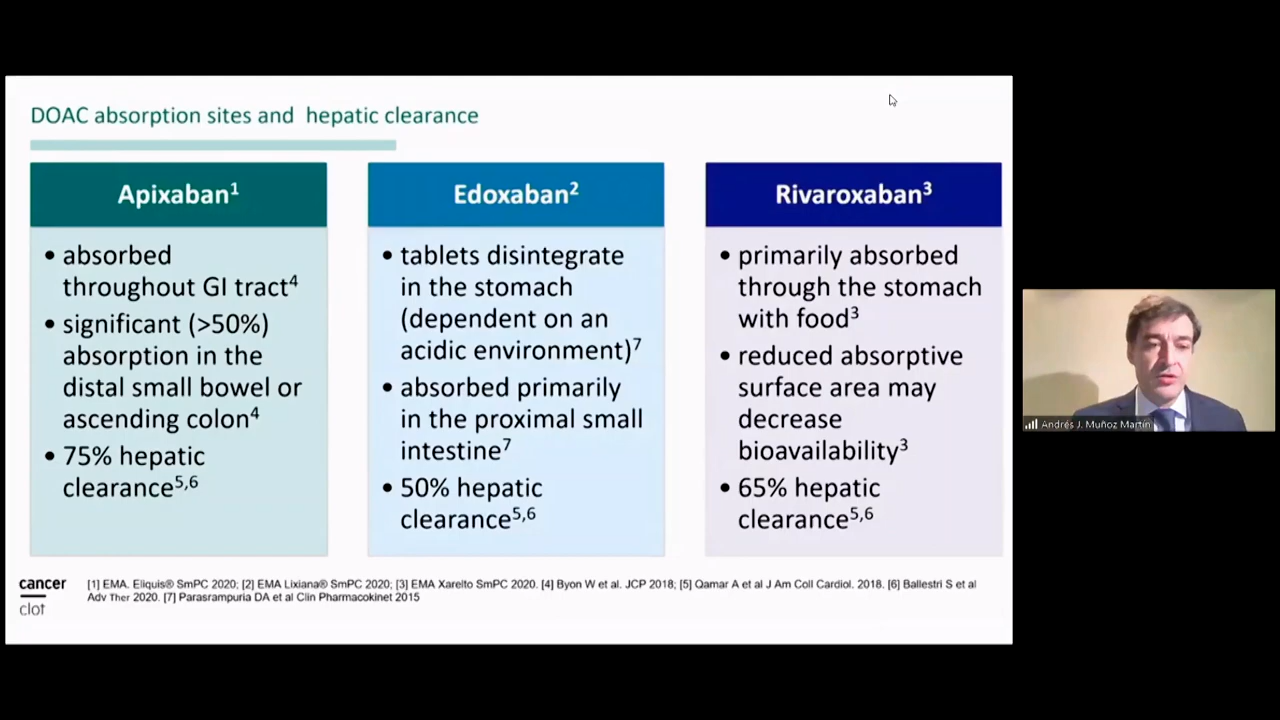 DOAC absorption sites and  hepatic clearance
Apixaban¹
• absorbed
throughout GI tract⁴
• significant (>50%)
absorption in the
distal small bowel or
ascending colon⁴
• 75% hepatic
clearance⁵,⁶
Edoxaban²
• tablets disintegrate
in the stomach
(dependent on an
acidic environment)⁷
• absorbed primarily
in the proximal small
intestine⁷
• 50% hepatic
clearance⁵,⁶
Rivaroxaban³
• primarily absorbed
through the stomach
with food³
• reduced absorptive
surface area may
decrease
bioavailability³
• 65% hepatic
clearance⁵,⁶
Andrés J. Muñoz Martín
cancer
clot
[1] EMA. Eliquis® SmPC 2020; [2] EMA Lixiana® SmPC 2020; [3] EMA Xarelto SmPC 2020. [4] Byon W et al. JCP 2018; [5] Qamar A et al J Am Coll Cardiol. 2018. [6] Ballestri S et al
Adv Ther 2020. [7] Parasrampuria DA et al Clin Pharmacokinet 2015